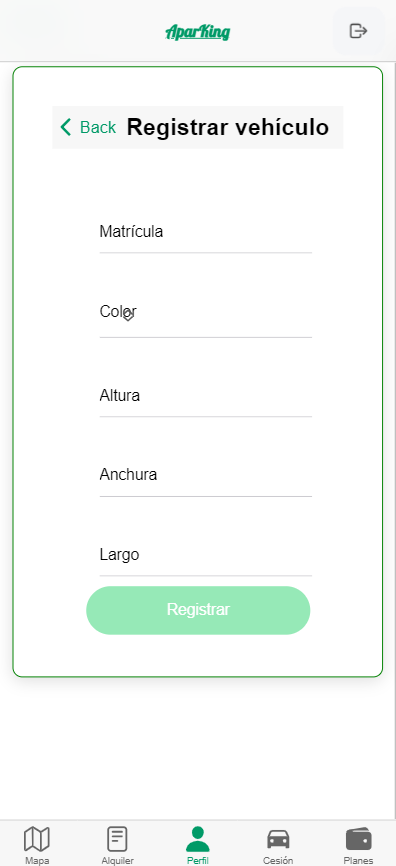 AparKing
Back Registrar vehículo
Matrícula
Color
Altura
Anchura
Largo
Registrar
Mapa Alquiler Perfil Cesión Planes